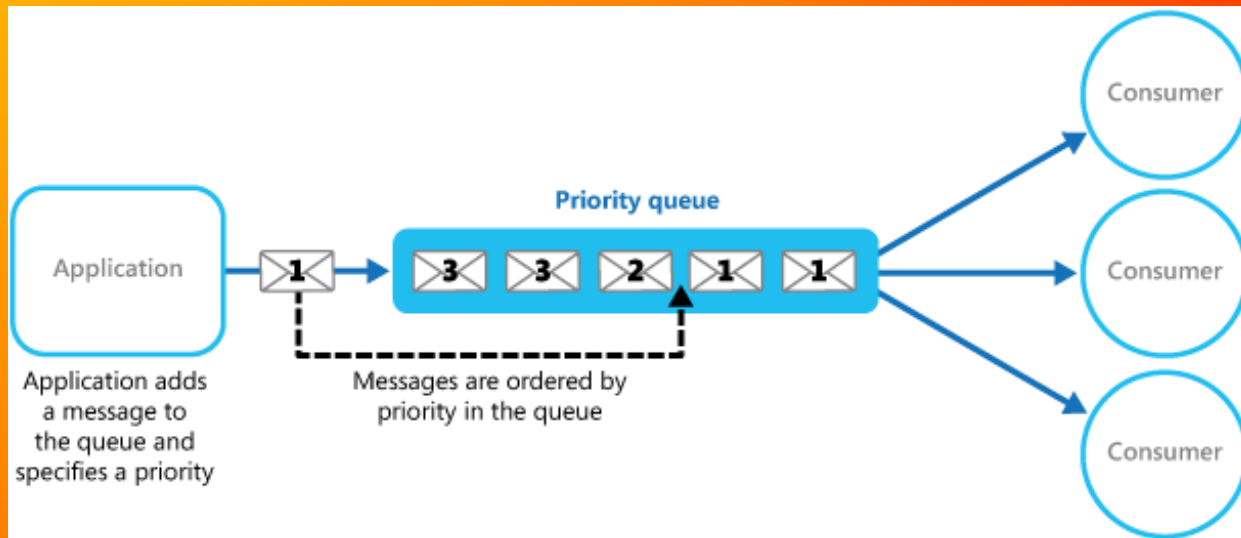 Consumer
Priority queue
Application
1
3
3
2
1
1
Consumer
Application adds
a message to
the queue and
specifies a priority
Messages are ordered by
priority in the queue
Consumer